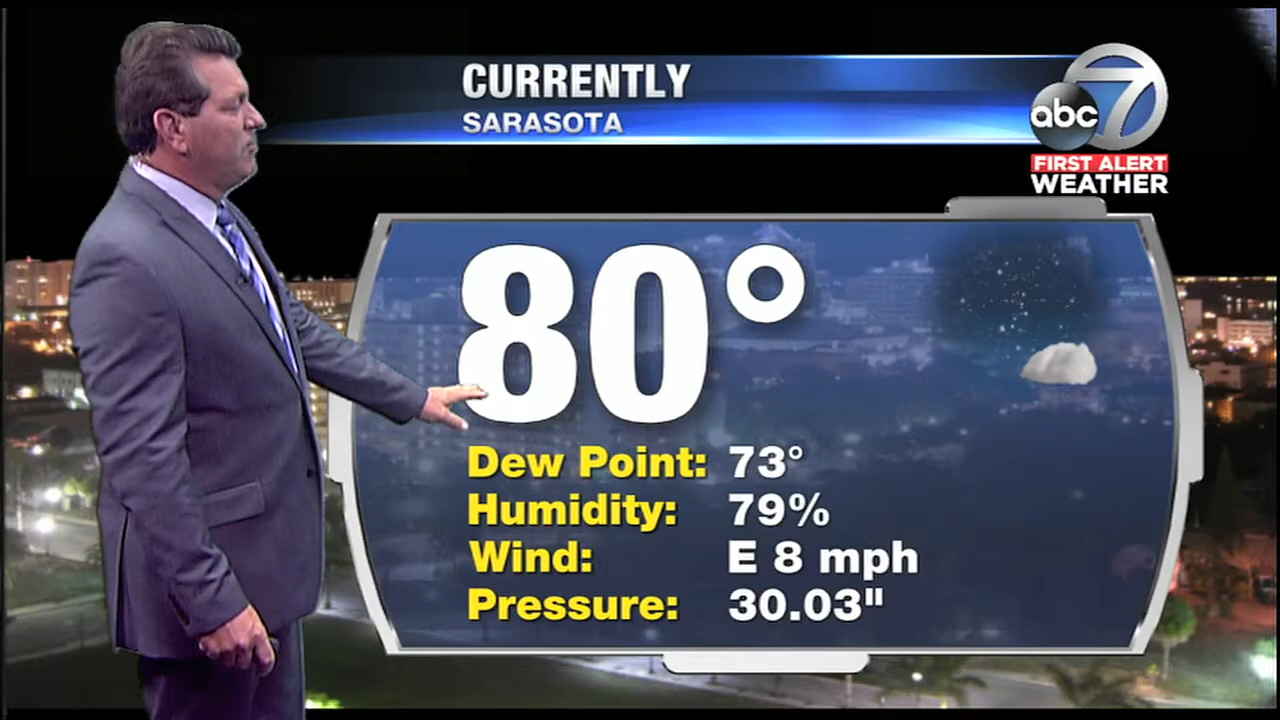 CURRENTLY
SARASOTA
abc 7
FIRST ALERT
WEATHER
80°
Dew Point: 73°
Humidity: 79%
Wind: E 8 mph
Pressure: 30.03"